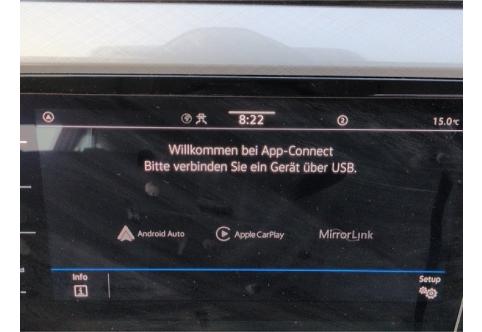 8:22
2
15.0°C
Willkommen bei App-Connect
Bitte verbinden Sie ein Gerät über USB.
Android Auto
Apple CarPlay
MirrorLink
Info
Setup